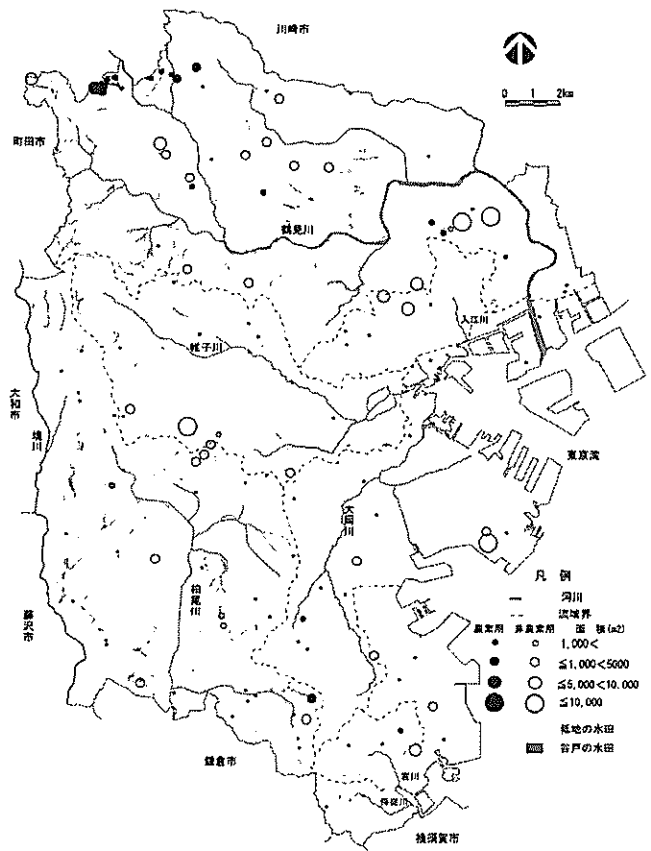 川崎市
0 1 2km
町田市
鶴見川
入江川
帷子川
大和市
境川
東京湾
大岡川
柏尾川
藤沢市
鎌倉市
宮川
侍従川
横須賀市
凡 例
河川
流域界
農業用 非農業用 面 積(m2)
1,000<
≦1,000<5000
≦5,000<10,000
≦10,000
低地の水田
谷戸の水田